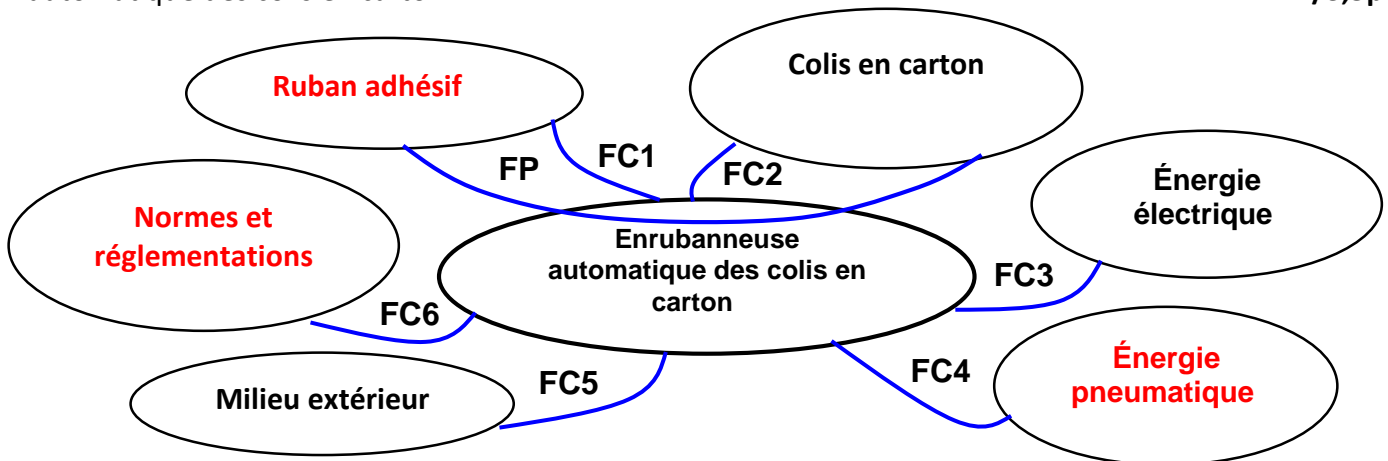 Ruban adhésif
Colis en carton
FP
FC1
FC2
Énergie
électrique
Normes et
réglementations
Enrubanneuse
automatique des colis en
carton
FC3
FC6
FC4
Énergie
pneumatique
Milieu extérieur
FC5